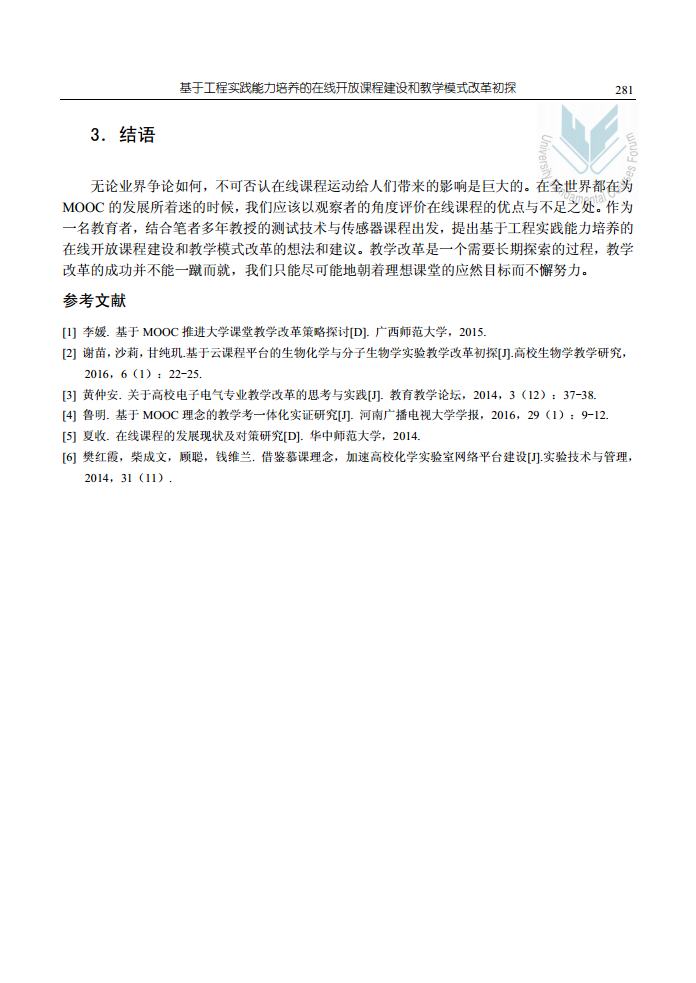 基于工程实践能力培养的在线开放课程建设和教学模式改革初探 281
3．结语
无论业界争论如何，不可否认在线课程运动给人们带来的影响是巨大的。在全世界都在为
MOOC 的发展所着迷的时候，我们应该以观察者的角度评价在线课程的优点与不足之处。作为
一名教育者，结合笔者多年教授的测试技术与传感器课程出发，提出基于工程实践能力培养的
在线开放课程建设和教学模式改革的想法和建议。教学改革是一个需要长期探索的过程，教学
改革的成功并不能一蹴而就，我们只能尽可能地朝着理想课堂的应然目标而不懈努力。
参考文献
[1] 李媛. 基于 MOOC 推进大学课堂教学改革策略探讨[D]. 广西师范大学，2015.
[2] 谢苗，沙莉，甘纯玑.基于云课程平台的生物化学与分子生物学实验教学改革初探[J].高校生物学教学研究，
2016，6（1）：22-25.
[3] 黄仲安. 关于高校电子电气专业教学改革的思考与实践[J]. 教育教学论坛，2014，3（12）：37-38.
[4] 鲁明. 基于 MOOC 理念的教学考一体化实证研究[J]. 河南广播电视大学学报，2016，29（1）：9-12.
[5] 夏收. 在线课程的发展现状及对策研究[D]. 华中师范大学，2014.
[6] 樊红霞，柴成文，顾聪，钱维兰. 借鉴慕课理念，加速高校化学实验室网络平台建设[J].实验技术与管理，
2014，31（11）.
University Fundamental Courses Forum